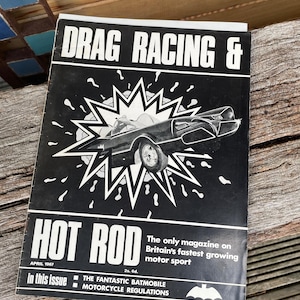 DRAG RACING &
HOT ROD
The only magazine on
Britain's fastest growing
motor sport
APRIL 1967
2s. 6d.
in this issue
■ THE FANTASTIC BATMOBILE
■ MOTORCYCLE REGULATIONS